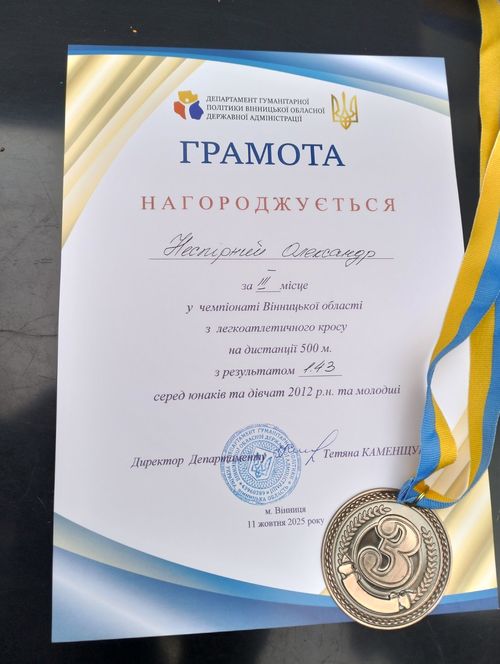 ДЕПАРТАМЕНТ ГУМАНІТАРНОЇ
ПОЛІТИКИ ВІННИЦЬКОЇ ОБЛАСНОЇ
ДЕРЖАВНОЇ АДМІНІСТРАЦІЇ
ГРАМОТА
НАГОРОДЖУЄТЬСЯ
Неспірний Олександр
за III місце
у чемпіонаті Вінницької області
з легкоатлетичного кросу
на дистанції 500 м.
з результатом 1.43
серед юнаків та дівчат 2012 р.н. та молодші
Директор Департаменту Тетяна
м. Вінниця
11 жовтня 2025 року
3